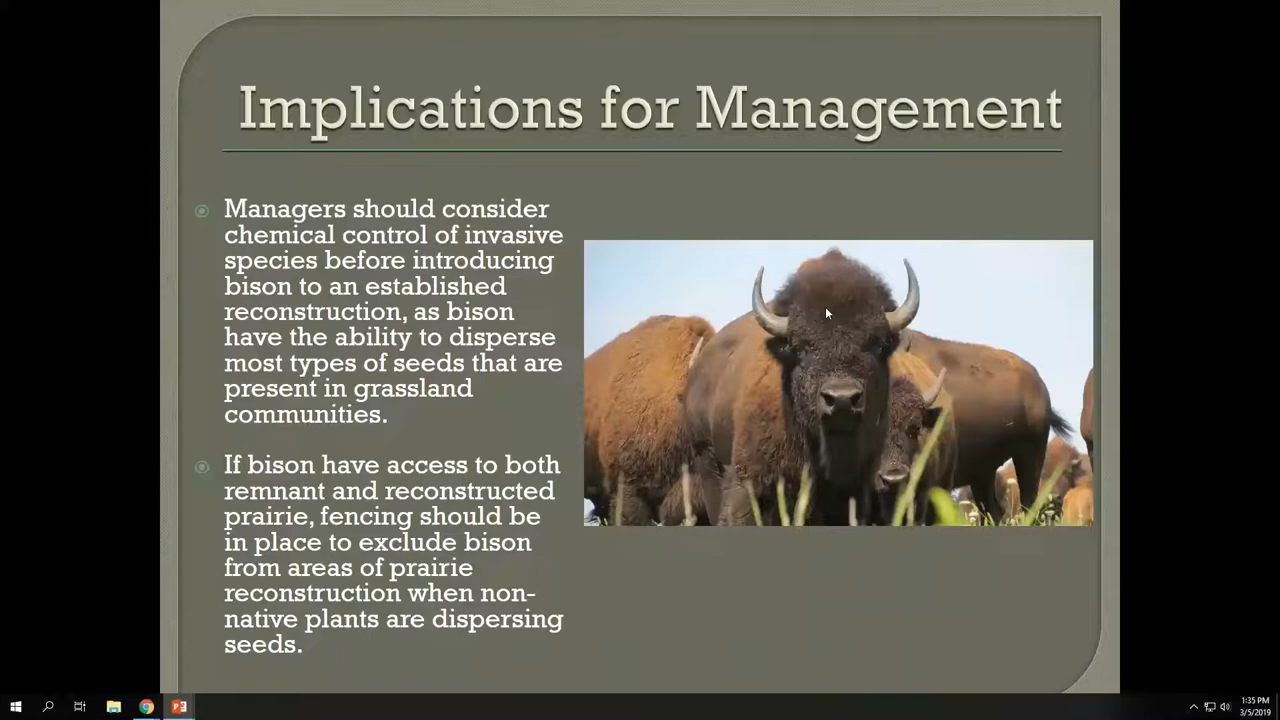 Implications for Management
Managers should consider
chemical control of invasive
species before introducing
bison to an established
reconstruction, as bison
have the ability to disperse
most types of seeds that are
present in grassland
communities.
If bison have access to both
remnant and reconstructed
prairie, fencing should be
in place to exclude bison
from areas of prairie
reconstruction when non-
native plants are dispersing
seeds.
1:35 PM
3/5/2019